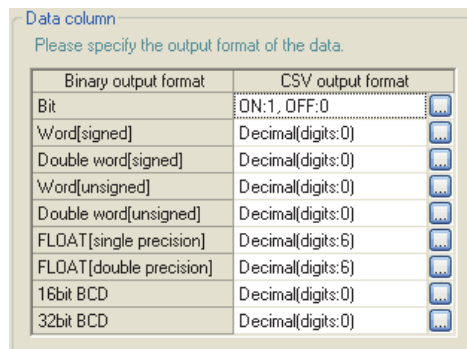 Data column
Please specify the output format of the data.
Binary output format CSV output format
Bit ON:1, OFF:0 ...
Word[signed] Decimal(digits:0) ...
Double word[signed] Decimal(digits:0) ...
Word[unsigned] Decimal(digits:0) ...
Double word[unsigned] Decimal(digits:0) ...
FLOAT[single precision] Decimal(digits:6) ...
FLOAT[double precision] Decimal(digits:6) ...
16bit BCD Decimal(digits:0) ...
32bit BCD Decimal(digits:0) ...